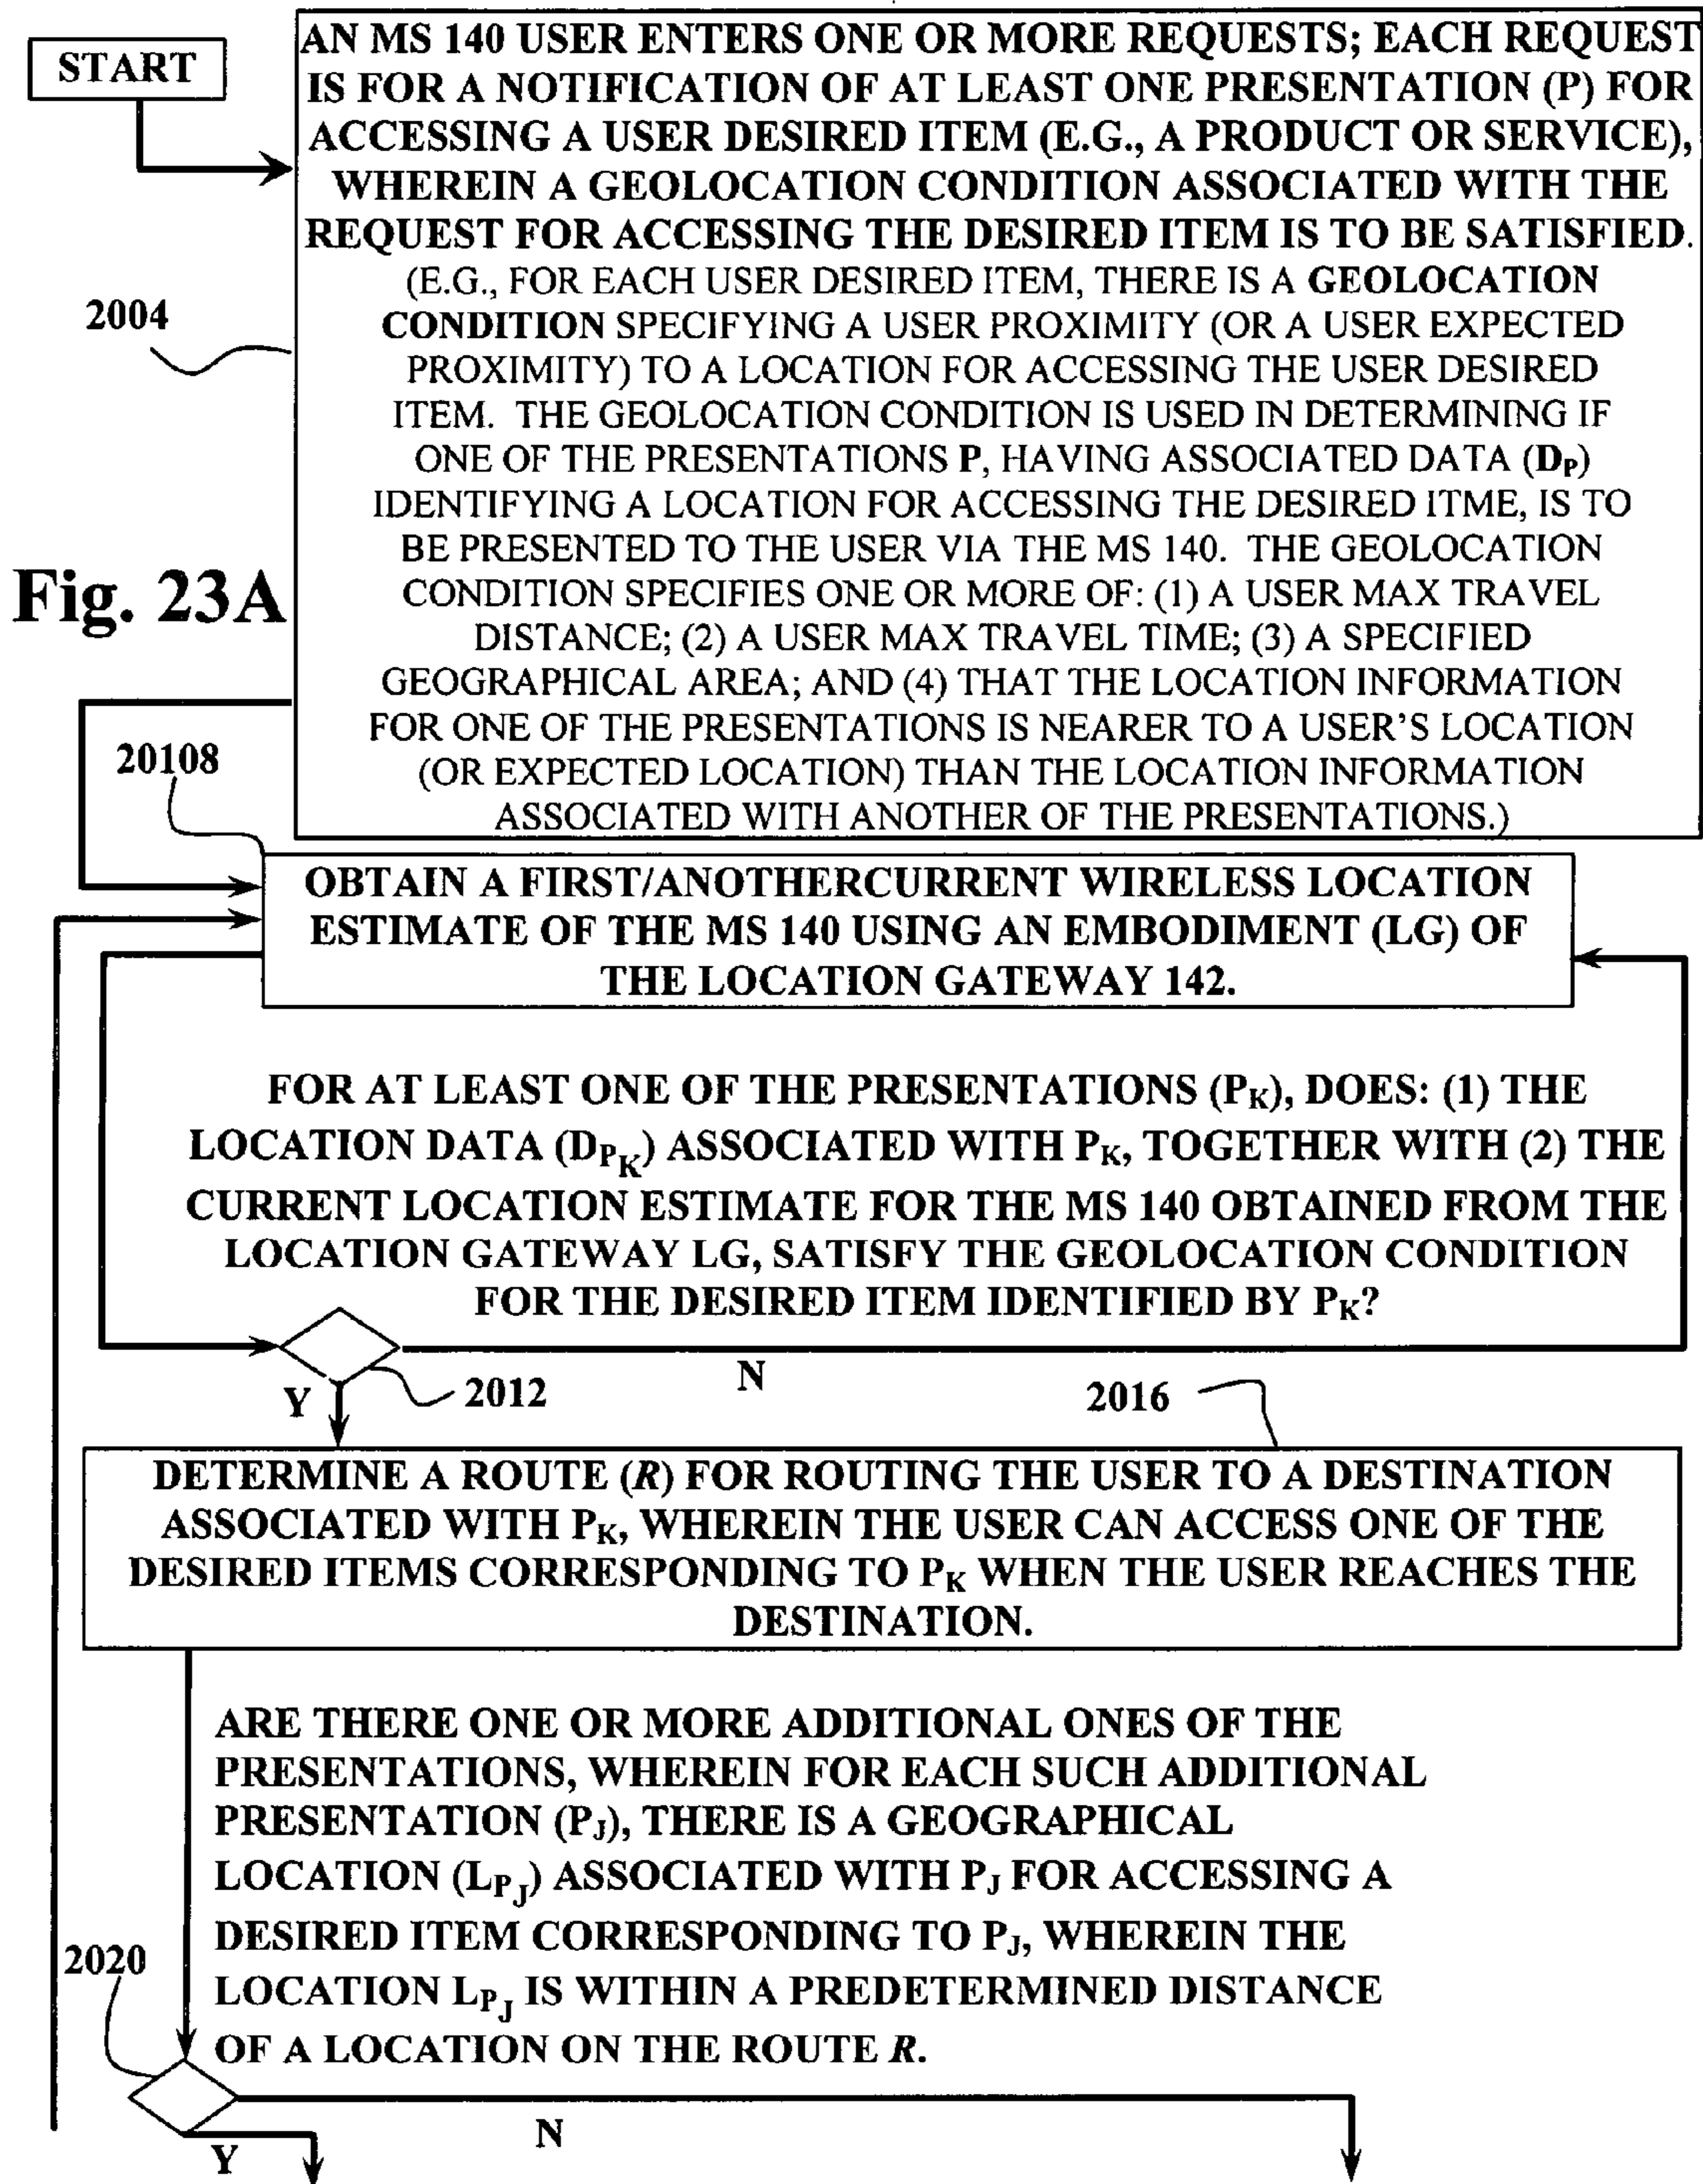 START
AN MS 140 USER ENTERS ONE OR MORE REQUESTS; EACH REQUEST
IS FOR A NOTIFICATION OF AT LEAST ONE PRESENTATION (P) FOR
ACCESSING A USER DESIRED ITEM (E.G., A PRODUCT OR SERVICE),
WHEREIN A GEOLOCATION CONDITION ASSOCIATED WITH THE
REQUEST FOR ACCESSING THE DESIRED ITEM IS TO BE SATISFIED.
(E.G., FOR EACH USER DESIRED ITEM, THERE IS A GEOLOCATION
CONDITION SPECIFYING A USER PROXIMITY (OR A USER EXPECTED
PROXIMITY) TO A LOCATION FOR ACCESSING THE USER DESIRED
ITEM. THE GEOLOCATION CONDITION IS USED IN DETERMINING IF
ONE OF THE PRESENTATIONS P, HAVING ASSOCIATED DATA (DP)
IDENTIFYING A LOCATION FOR ACCESSING THE DESIRED ITME, IS TO
BE PRESENTED TO THE USER VIA THE MS 140. THE GEOLOCATION
CONDITION SPECIFIES ONE OR MORE OF: (1) A USER MAX TRAVEL
DISTANCE; (2) A USER MAX TRAVEL TIME; (3) A SPECIFIED
GEOGRAPHICAL AREA; AND (4) THAT THE LOCATION INFORMATION
FOR ONE OF THE PRESENTATIONS IS NEARER TO A USER'S LOCATION
(OR EXPECTED LOCATION) THAN THE LOCATION INFORMATION
ASSOCIATED WITH ANOTHER OF THE PRESENTATIONS.)
2004
Fig. 23A
20108
OBTAIN A FIRST/ANOTHERCURRENT WIRELESS LOCATION
ESTIMATE OF THE MS 140 USING AN EMBODIMENT (LG) OF
THE LOCATION GATEWAY 142.
FOR AT LEAST ONE OF THE PRESENTATIONS (PK), DOES: (1) THE
LOCATION DATA (DPK) ASSOCIATED WITH PK, TOGETHER WITH (2) THE
CURRENT LOCATION ESTIMATE FOR THE MS 140 OBTAINED FROM THE
LOCATION GATEWAY LG, SATISFY THE GEOLOCATION CONDITION
FOR THE DESIRED ITEM IDENTIFIED BY PK?
N
Y
2012
2016
DETERMINE A ROUTE (R) FOR ROUTING THE USER TO A DESTINATION
ASSOCIATED WITH PK, WHEREIN THE USER CAN ACCESS ONE OF THE
DESIRED ITEMS CORRESPONDING TO PK WHEN THE USER REACHES THE
DESTINATION.
ARE THERE ONE OR MORE ADDITIONAL ONES OF THE
PRESENTATIONS, WHEREIN FOR EACH SUCH ADDITIONAL
PRESENTATION (PJ), THERE IS A GEOGRAPHICAL
LOCATION (LPJ) ASSOCIATED WITH PJ FOR ACCESSING A
DESIRED ITEM CORRESPONDING TO PJ, WHEREIN THE
LOCATION LPJ IS WITHIN A PREDETERMINED DISTANCE
OF A LOCATION ON THE ROUTE R.
2020
N
Y